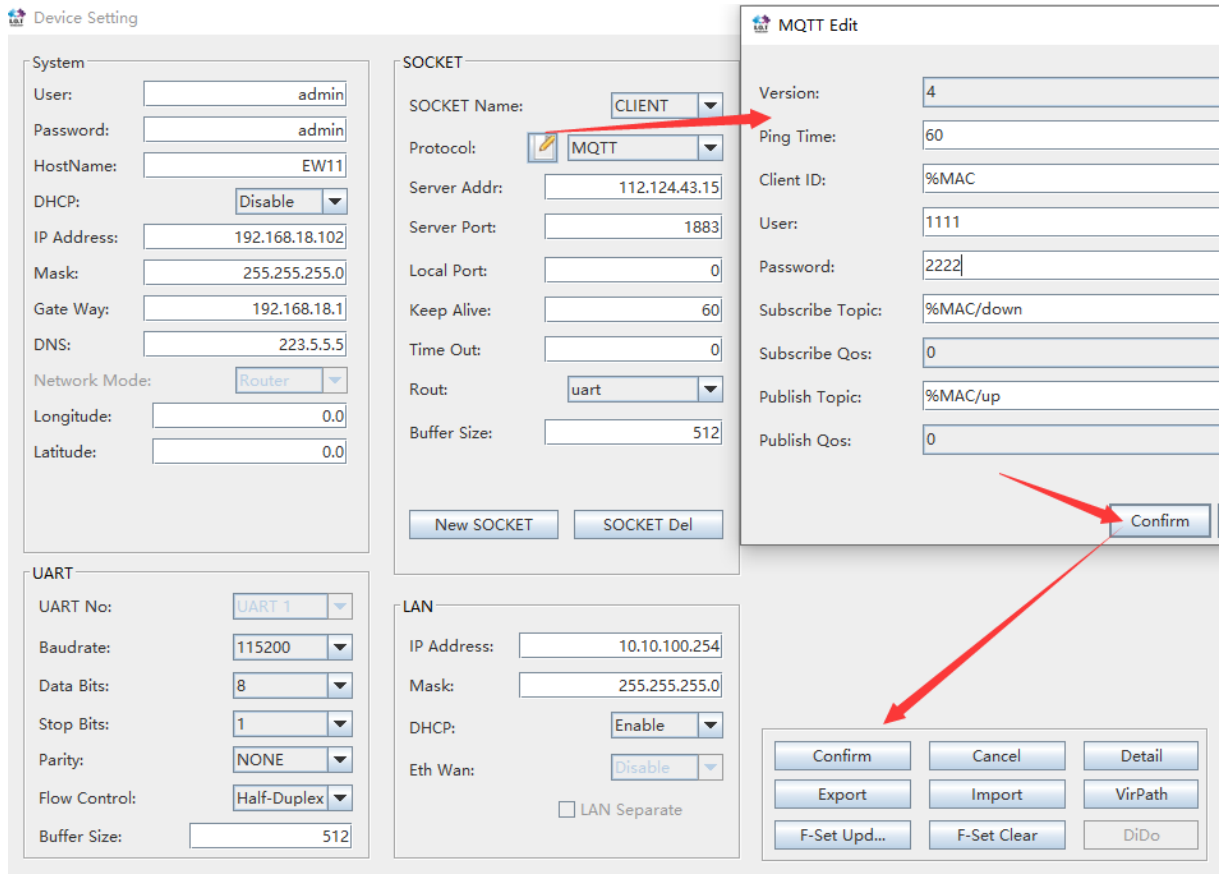 Device Setting
System
User: admin
Password: admin
HostName: EW11
DHCP: Disable
IP Address: 192.168.18.102
Mask: 255.255.255.0
Gate Way: 192.168.18.1
DNS: 223.5.5.5
Network Mode: Router
Longitude: 0.0
Latitude: 0.0
UART
UART No: UART 1
Baudrate: 115200
Data Bits: 8
Stop Bits: 1
Parity: NONE
Flow Control: Half-Duplex
Buffer Size: 512
SOCKET
SOCKET Name: CLIENT
Protocol: MQTT
Server Addr: 112.124.43.15
Server Port: 1883
Local Port: 0
Keep Alive: 60
Time Out: 0
Rout: uart
Buffer Size: 512
New SOCKET SOCKET Del
LAN
IP Address: 10.10.100.254
Mask: 255.255.255.0
DHCP: Enable
Eth Wan: Disable
LAN Separate
MQTT Edit
Version: 4
Ping Time: 60
Client ID: %MAC
User: 1111
Password: 2222
Subscribe Topic: %MAC/down
Subscribe Qos: 0
Publish Topic: %MAC/up
Publish Qos: 0
Confirm
Confirm Cancel Detail
Export Import VirPath
F-Set Upd... F-Set Clear DiDo